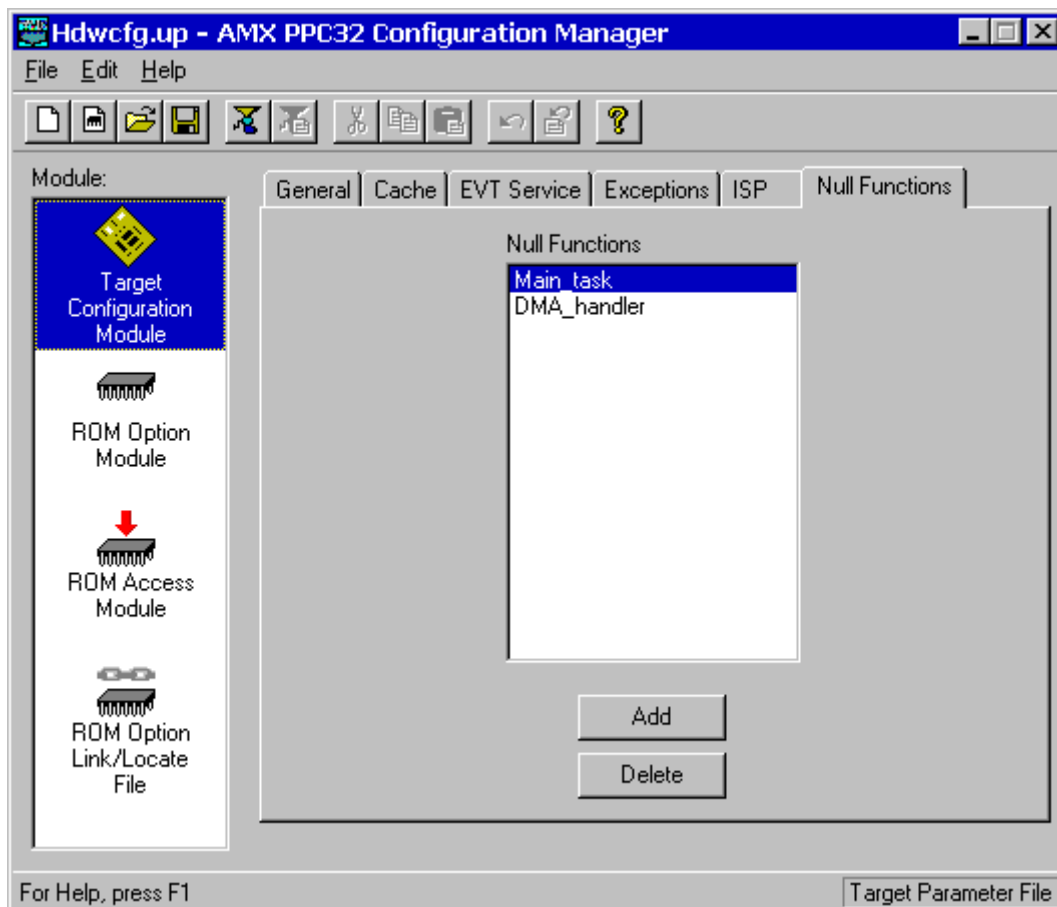 Hdwcfg.up - AMX PPC32 Configuration Manager
File Edit Help
Module:
General Cache EVT Service Exceptions ISP Null Functions
Target
Configuration
Module
ROM Option
Module
ROM Access
Module
ROM Option
Link/Locate
File
Null Functions
Main_task
DMA_handler
Add
Delete
For Help, press F1
Target Parameter File